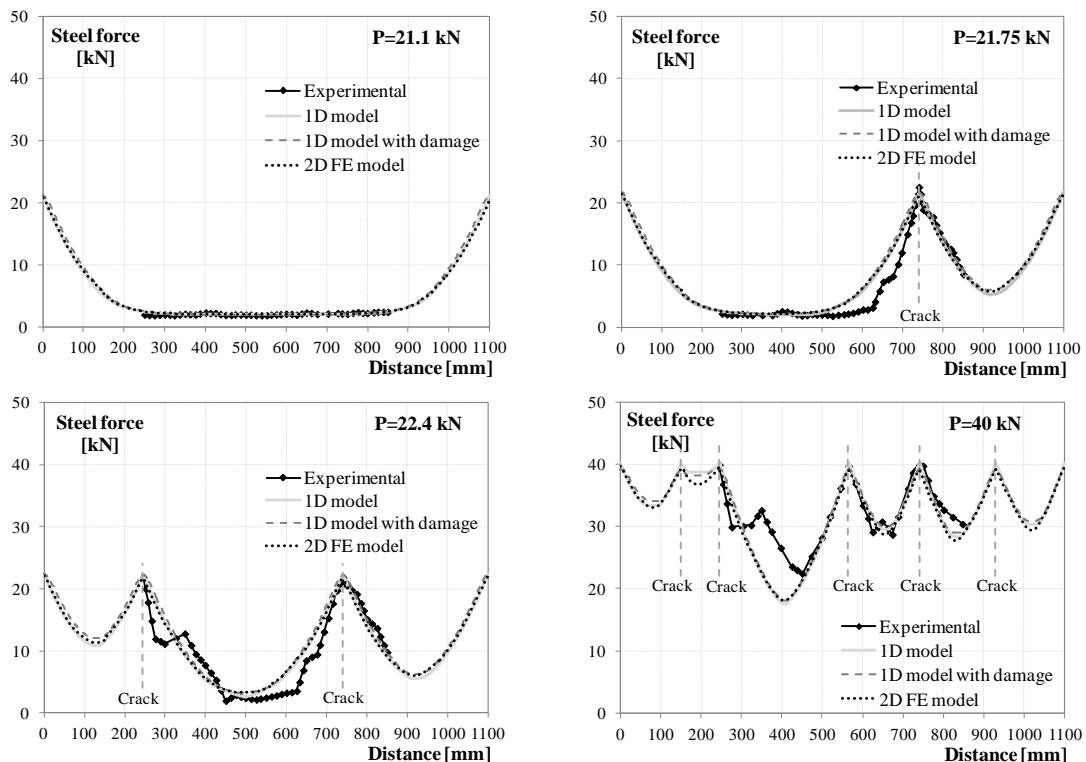 50
Steel force
[kN]
P=21.1 kN
40
Experimental
1D model
30
1D model with damage
2D FE model
20
10
0
0 100 200 300 400 500 600 700 800 900 1000 1100
Distance [mm]
50
Steel force
[kN]
P=21.75 kN
40
Experimental
1D model
30
1D model with damage
2D FE model
20
10
Crack
0
0 100 200 300 400 500 600 700 800 900 1000 1100
Distance [mm]
50
Steel force
[kN]
P=22.4 kN
40
Experimental
1D model
30
1D model with damage
2D FE model
20
10
Crack Crack
0
0 100 200 300 400 500 600 700 800 900 1000 1100
Distance [mm]
50
Steel force
[kN]
P=40 kN
40
30
20
Crack Crack Crack Crack Crack
Experimental
10
1D model
1D model with damage
2D FE model
0
0 100 200 300 400 500 600 700 800 900 1000 1100
Distance [mm]